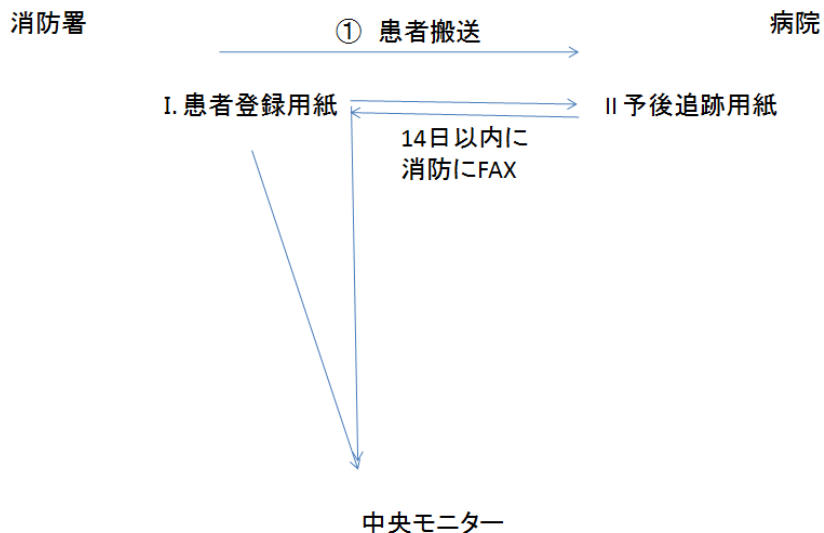 消防署
① 患者搬送
病院
I. 患者登録用紙
II 予後追跡用紙
14日以内に
消防にFAX
中央モニター